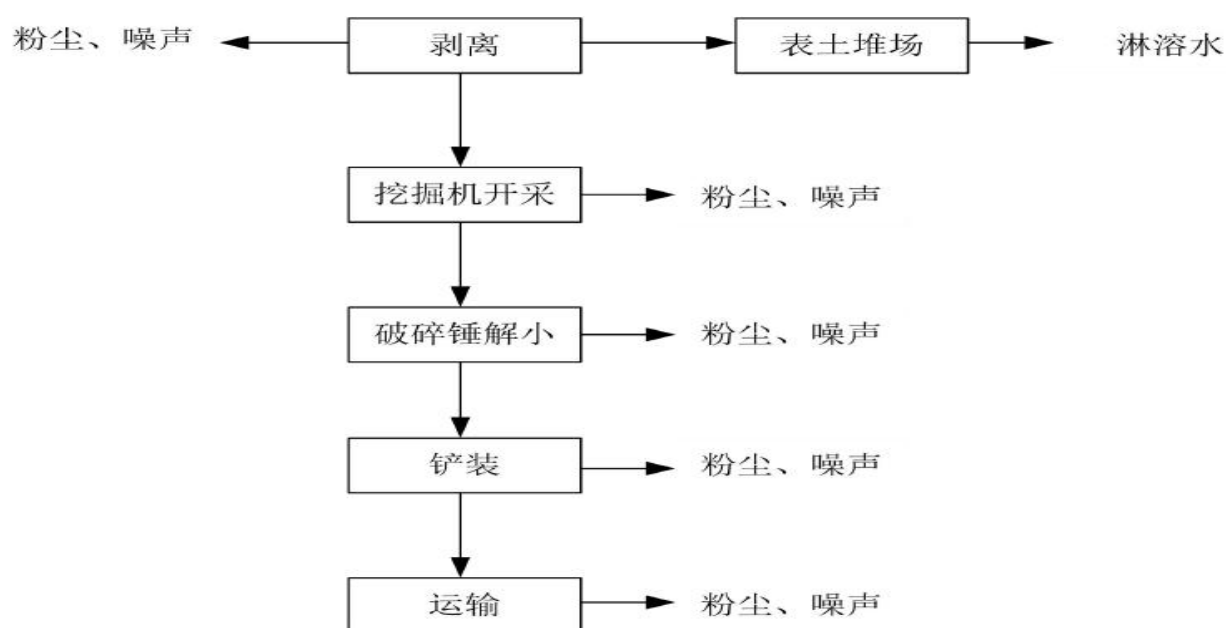 粉尘、噪声 剥离 表土堆场 淋溶水
挖掘机开采 粉尘、噪声
破碎锤解小 粉尘、噪声
铲装 粉尘、噪声
运输 粉尘、噪声